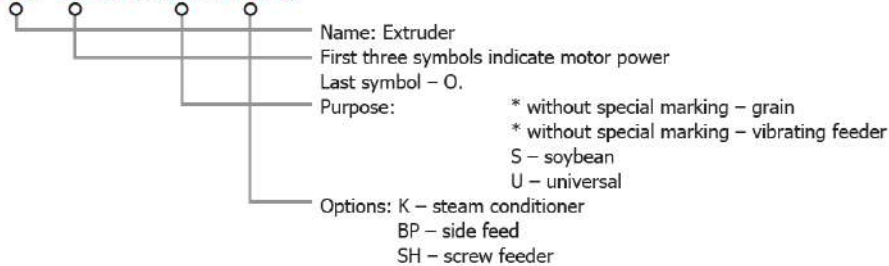 Name: Extruder
First three symbols indicate motor power
Last symbol – O.
Purpose: * without special marking – grain
* without special marking – vibrating feeder
S – soybean
U – universal
Options: K – steam conditioner
BP – side feed
SH – screw feeder